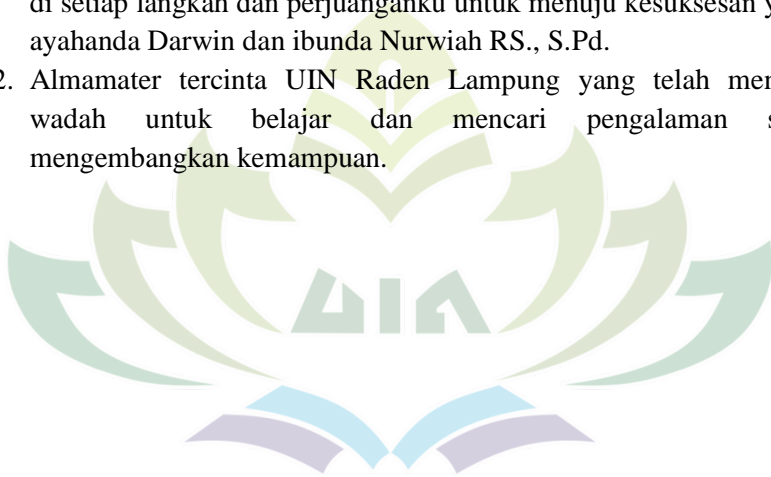 di setiap langkah dan perjuanganku untuk menuju kesuksesan
ayahanda Darwin dan ibunda Nurwiah RS., S.Pd.
2. Almamater tercinta UIN Raden Lampung yang telah
wadah untuk belajar dan mencari pengalaman
mengembangkan kemampuan.
UIN